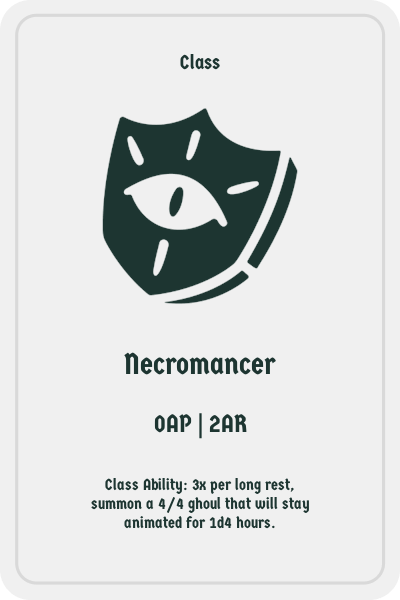 Class
Necromancer
0AP | 2AR
Class Ability: 3x per long rest,
summon a 4/4 ghoul that will stay
animated for 1d4 hours.